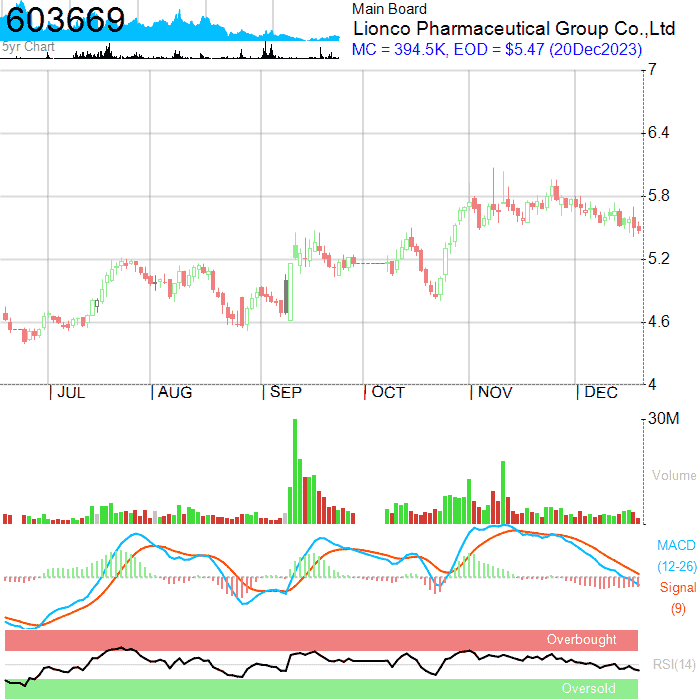 603669
5yr Chart
Main Board
Lionco Pharmaceutical Group Co.,Ltd
MC = 394.5K, EOD = $5.47 (20Dec2023)
7
6.4
5.8
5.2
4.6
4
JUL AUG SEP OCT NOV DEC
30M
Volume
MACD
(12-26)
Signal
(9)
Overbought
RSI(14)
Oversold